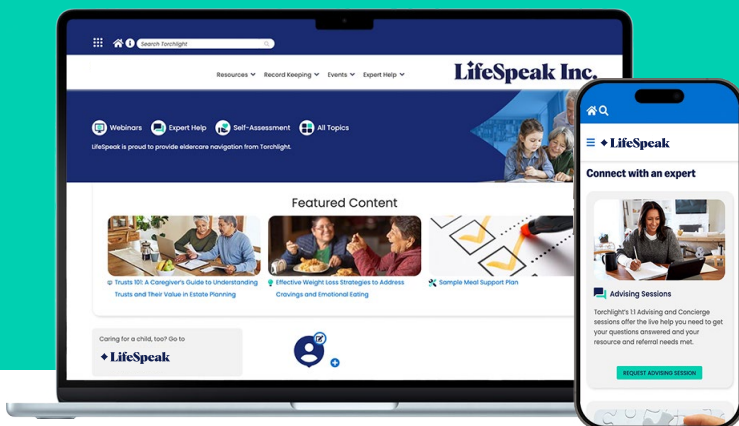 Search Torchlight
Resources Record Keeping Events Expert Help
LifeSpeak Inc.
Webinars Expert Help Self-Assessment All Topics
LifeSpeak is proud to provide eldercare navigation from Torchlight.
Featured Content
Trusts 101: A Caregiver's Guide to Understanding
Trusts and Their Value in Estate Planning
Effective Weight Loss Strategies to Address
Cravings and Emotional Eating
Sample Meal Support Plan
Caring for a child, too? Go to
LifeSpeak
LifeSpeak
Connect with an expert
Advising Sessions
Torchlight's 1:1 Advising and Concierge
sessions offer the live help you need to get
your questions answered and your
resource and referral needs met.
REQUEST ADVISING SESSION